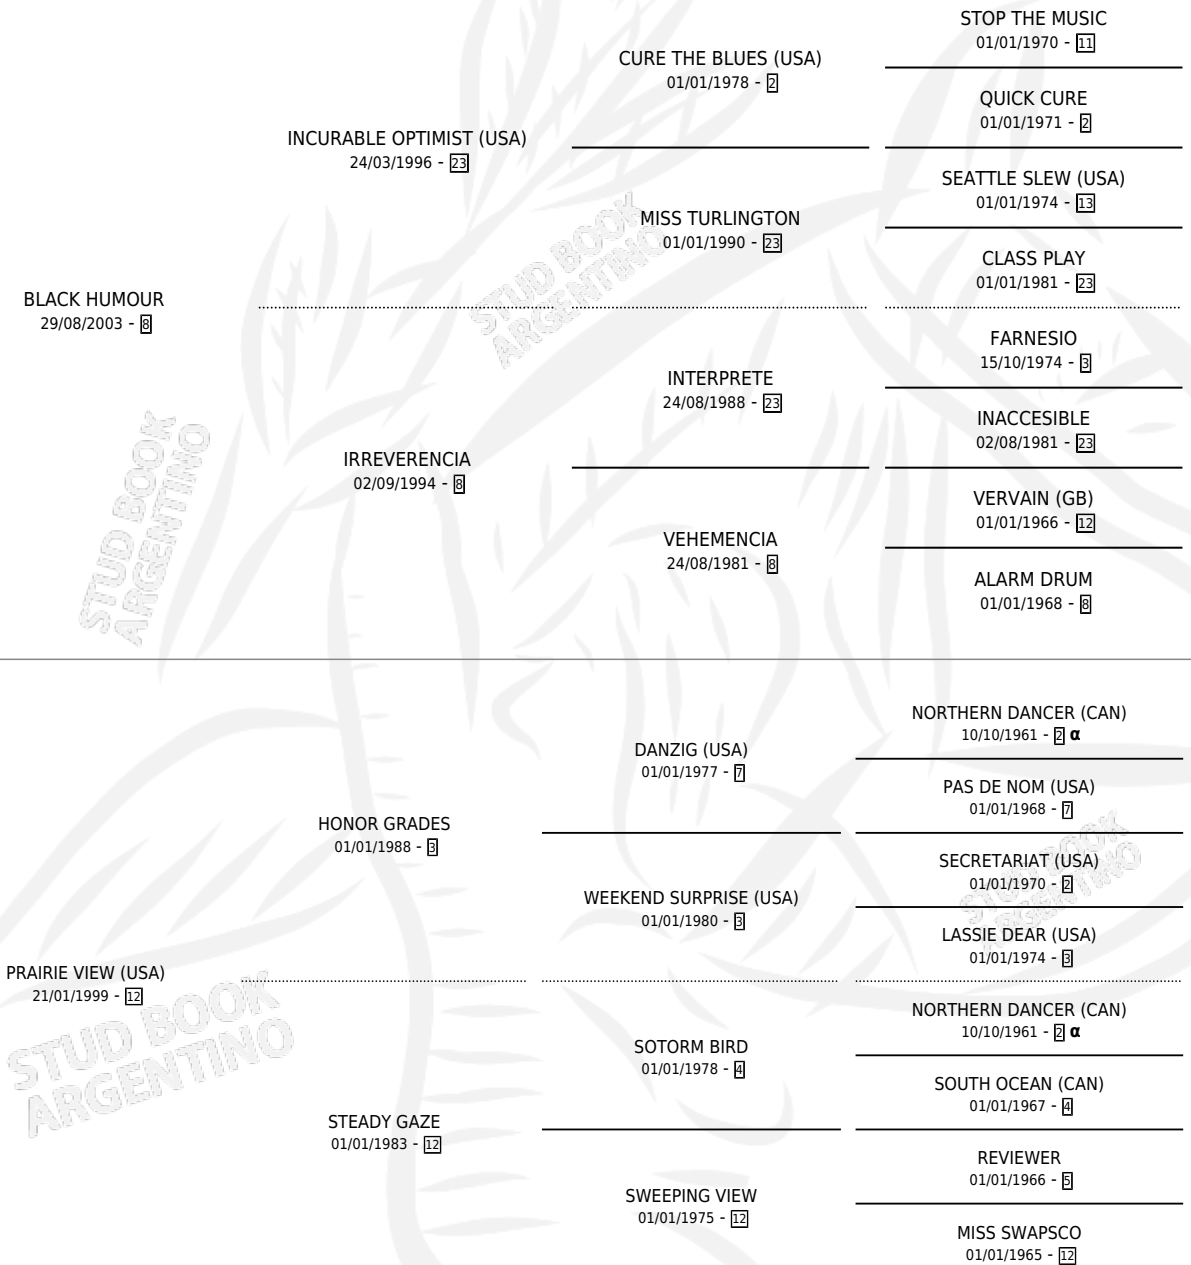 STOP THE MUSIC
01/01/1970 - 11
CURE THE BLUES (USA)
01/01/1978 - 2
QUICK CURE
01/01/1971 - 2
INCURABLE OPTIMIST (USA)
24/03/1996 - 23
SEATTLE SLEW (USA)
01/01/1974 - 13
MISS TURLINGTON
01/01/1990 - 23
CLASS PLAY
01/01/1981 - 23
BLACK HUMOUR
29/08/2003 - 8
FARNESIO
15/10/1974 - 3
INTERPRETE
24/08/1988 - 23
INACCESIBLE
02/08/1981 - 23
IRREVERENCIA
02/09/1994 - 8
VERVAIN (GB)
01/01/1966 - 12
VEHEMENCIA
24/08/1981 - 8
ALARM DRUM
01/01/1968 - 8
NORTHERN DANCER (CAN)
10/10/1961 - 2 α
DANZIG (USA)
01/01/1977 - 7
PAS DE NOM (USA)
01/01/1968 - 7
HONOR GRADES
01/01/1988 - 3
SECRETARIAT (USA)
01/01/1970 - 2
WEEKEND SURPRISE (USA)
01/01/1980 - 3
LASSIE DEAR (USA)
01/01/1974 - 3
PRAIRIE VIEW (USA)
21/01/1999 - 12
NORTHERN DANCER (CAN)
10/10/1961 - 2 α
SOTORM BIRD
01/01/1978 - 4
SOUTH OCEAN (CAN)
01/01/1967 - 4
STEADY GAZE
01/01/1983 - 12
REVIEWER
01/01/1966 - 5
SWEEPING VIEW
01/01/1975 - 12
MISS SWAPSCO
01/01/1965 - 12
STUD BOOK
ARGENTINO
STUD BOOK
ARGENTINO
STUD BOOK
ARGENTINO
STUD BOOK
ARGENTINO